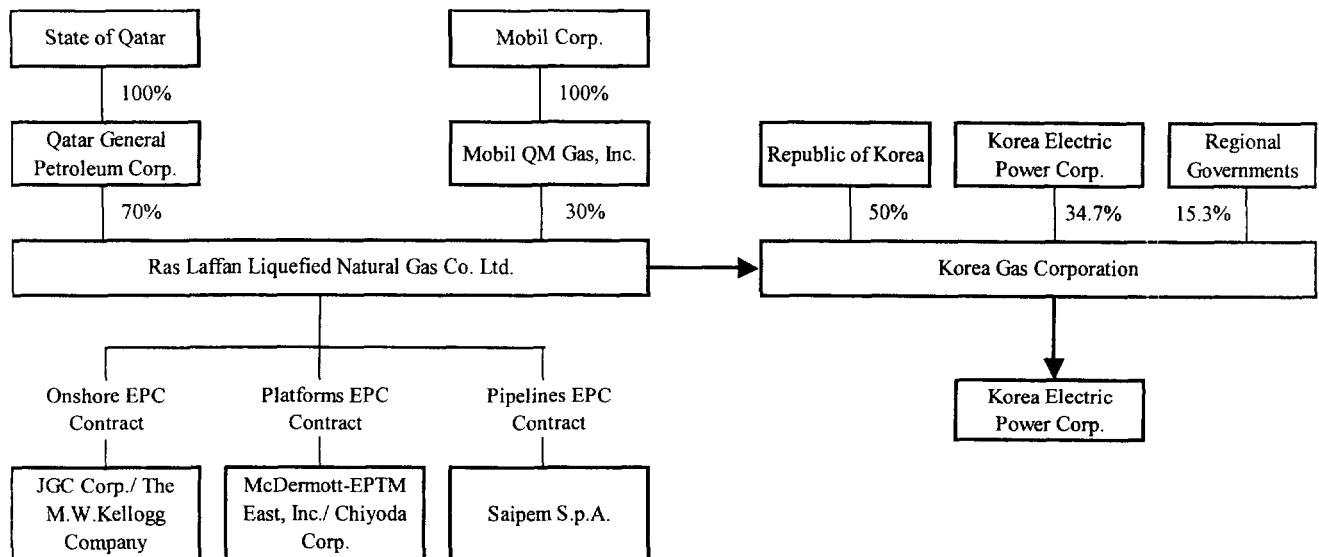 State of Qatar
Mobil Corp.
100%
100%
Qatar General
Petroleum Corp.
Mobil QM Gas, Inc.
Republic of Korea
Korea Electric
Power Corp.
Regional
Governments
70%
30%
50%
34.7%
15.3%
Ras Laffan Liquefied Natural Gas Co. Ltd.
Korea Gas Corporation
Onshore EPC
Contract
Platforms EPC
Contract
Pipelines EPC
Contract
Korea Electric
Power Corp.
JGC Corp./ The
M.W.Kellogg
Company
McDermott-EPTM
East, Inc./ Chiyoda
Corp.
Saipem S.p.A.